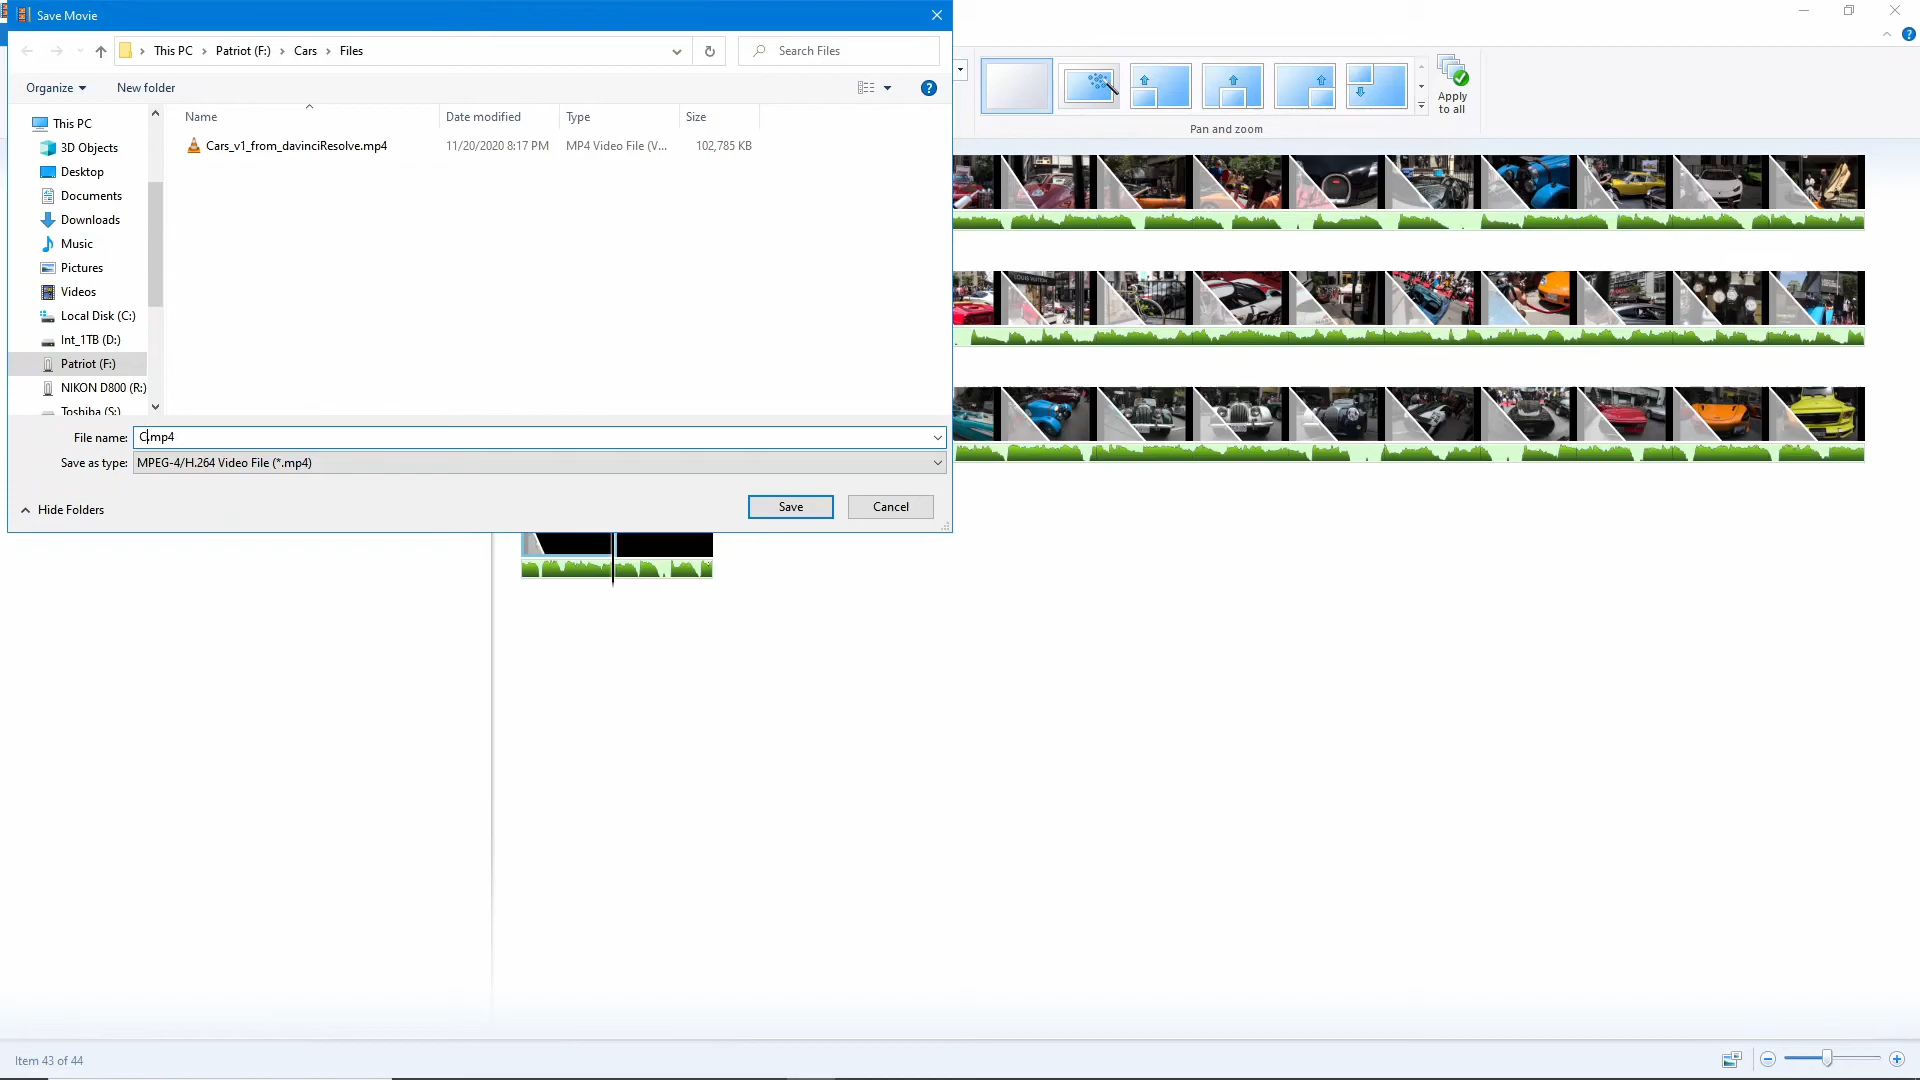 Save Movie
This PC > Patriot (F:) > Cars > Files
Search Files
Organize
New folder
Name Date modified Type Size
Cars_v1_from_davinciResolve.mp4 11/20/2020 8:17 PM MP4 Video File (V... 102,785 KB
This PC
3D Objects
Desktop
Documents
Downloads
Music
Pictures
Videos
Local Disk (C:)
Int_1TB (D:)
Patriot (F:)
NIKON D800 (R:)
Toshiba (S:)
File name: C.mp4
Save as type: MPEG-4/H.264 Video File (*.mp4)
Hide Folders
Save
Cancel
Apply
to all
Pan and zoom
LOUIS VUITTON
Item 43 of 44